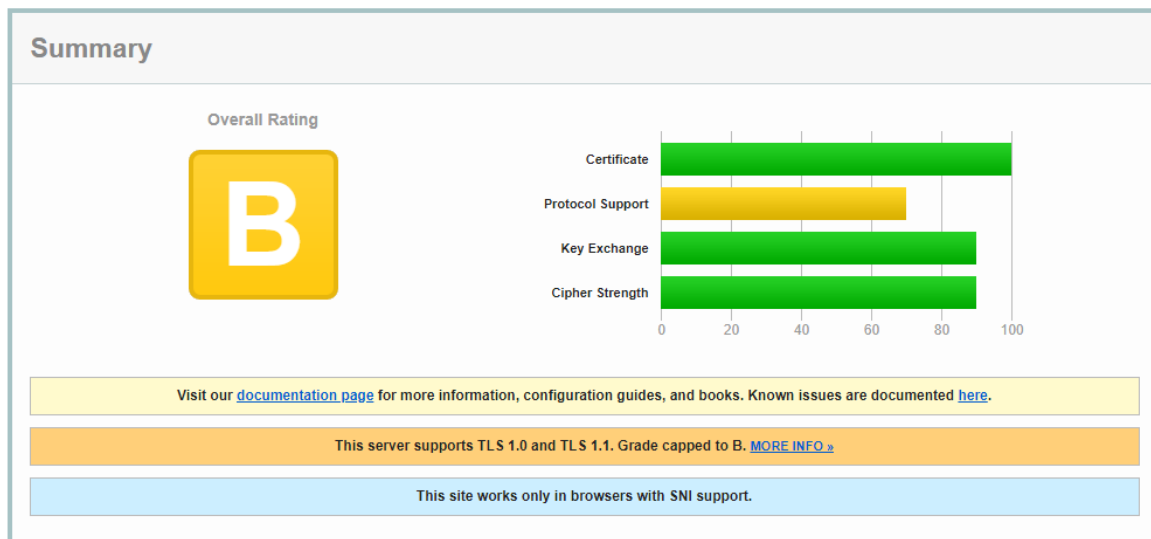 Summary
Overall Rating
B
Certificate
Protocol Support
Key Exchange
Cipher Strength
0 20 40 60 80 100
Visit our documentation page for more information, configuration guides, and books. Known issues are documented here.
This server supports TLS 1.0 and TLS 1.1. Grade capped to B. MORE INFO »
This site works only in browsers with SNI support.